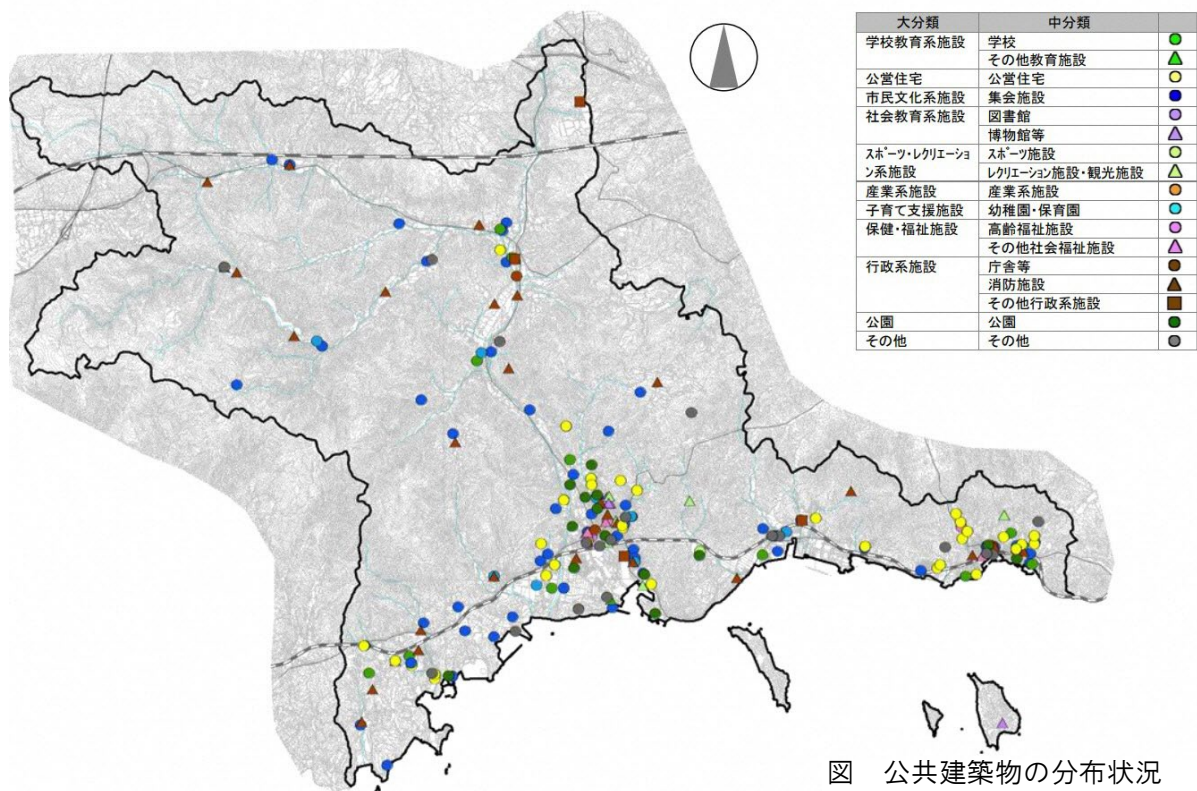 大分類 中分類
学校教育系施設 学校
その他教育施設
公営住宅 公営住宅
市民文化系施設 集会施設
社会教育系施設 図書館
博物館等
スポーツ・レクリエーショ スポーツ施設
ン系施設 レクリエーション施設・観光施設
産業系施設 産業系施設
子育て支援施設 幼稚園・保育園
保健・福祉施設 高齢福祉施設
その他社会福祉施設
行政系施設 庁舎等
消防施設
その他行政系施設
公園 公園
その他 その他
図 公共建築物の分布状況